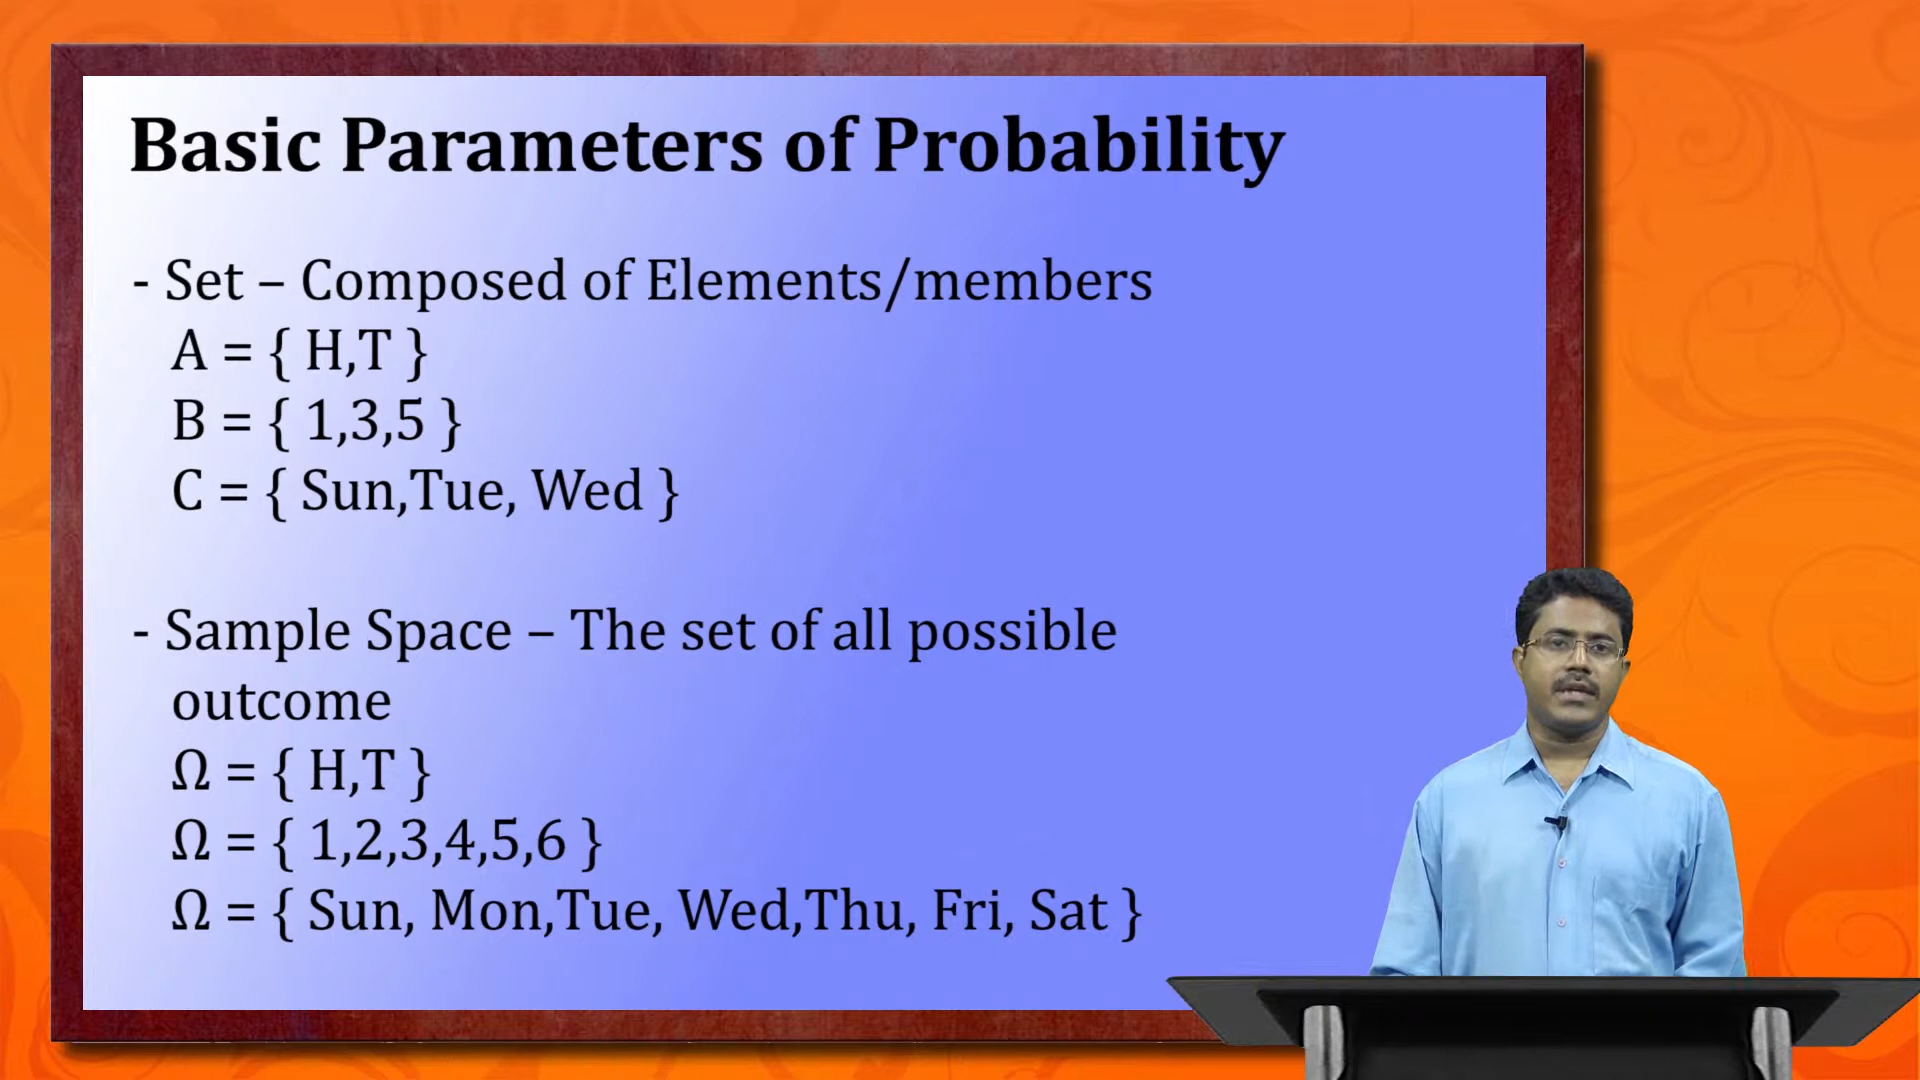 Basic Parameters of Probability
- Set – Composed of Elements/members
A = { H,T }
B = { 1,3,5 }
C = { Sun,Tue, Wed }
- Sample Space – The set of all possible
outcome
Ω = { H,T }
Ω = { 1,2,3,4,5,6 }
Ω = { Sun, Mon,Tue, Wed,Thu, Fri, Sat }